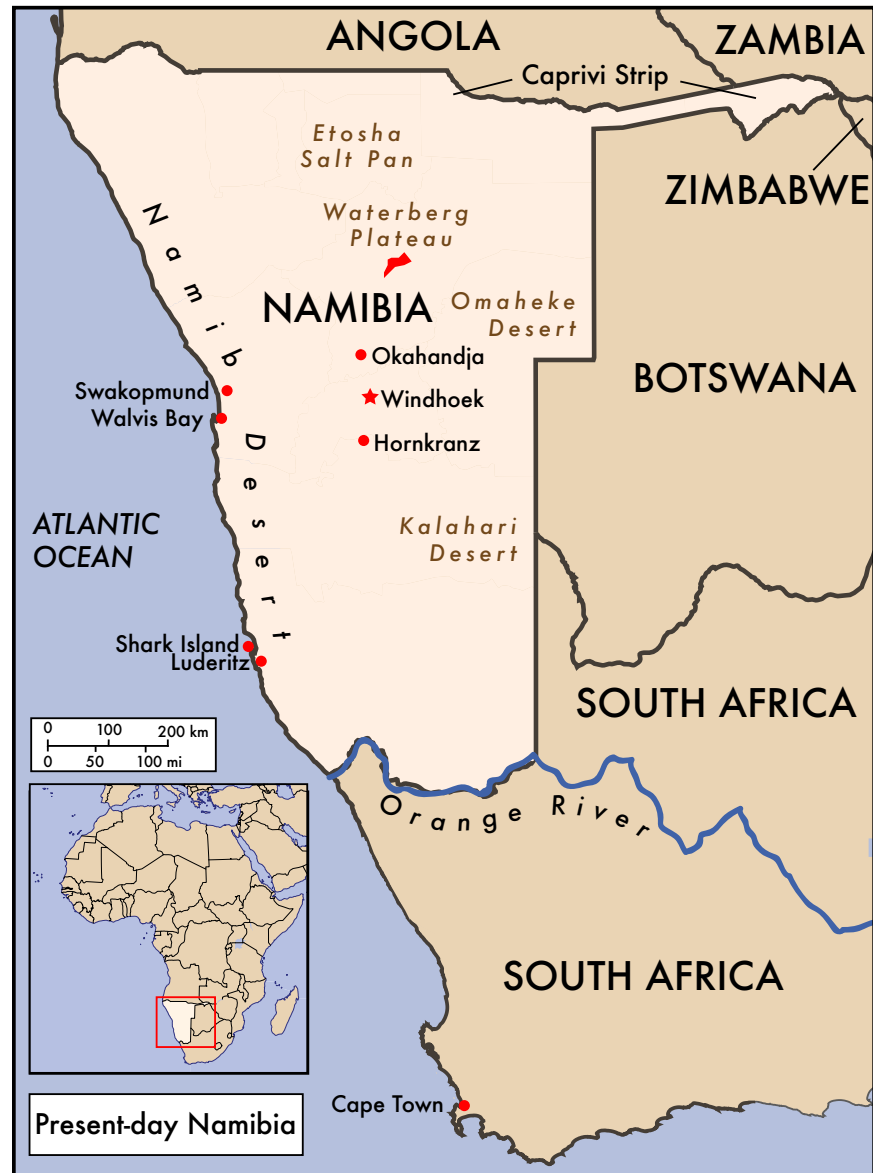 ANGOLA
ZAMBIA
Caprivi Strip
Etosha
Salt Pan
ZIMBABWE
Waterberg
Plateau
Namib Desert
NAMIBIA
Omaheke
Desert
Okahandja
BOTSWANA
Swakopmund
Windhoek
Walvis Bay
Hornkranz
ATLANTIC
OCEAN
Kalahari
Desert
Shark Island
Luderitz
SOUTH AFRICA
0 100 200 km
0 50 100 mi
Orange River
SOUTH AFRICA
Cape Town
Present-day Namibia